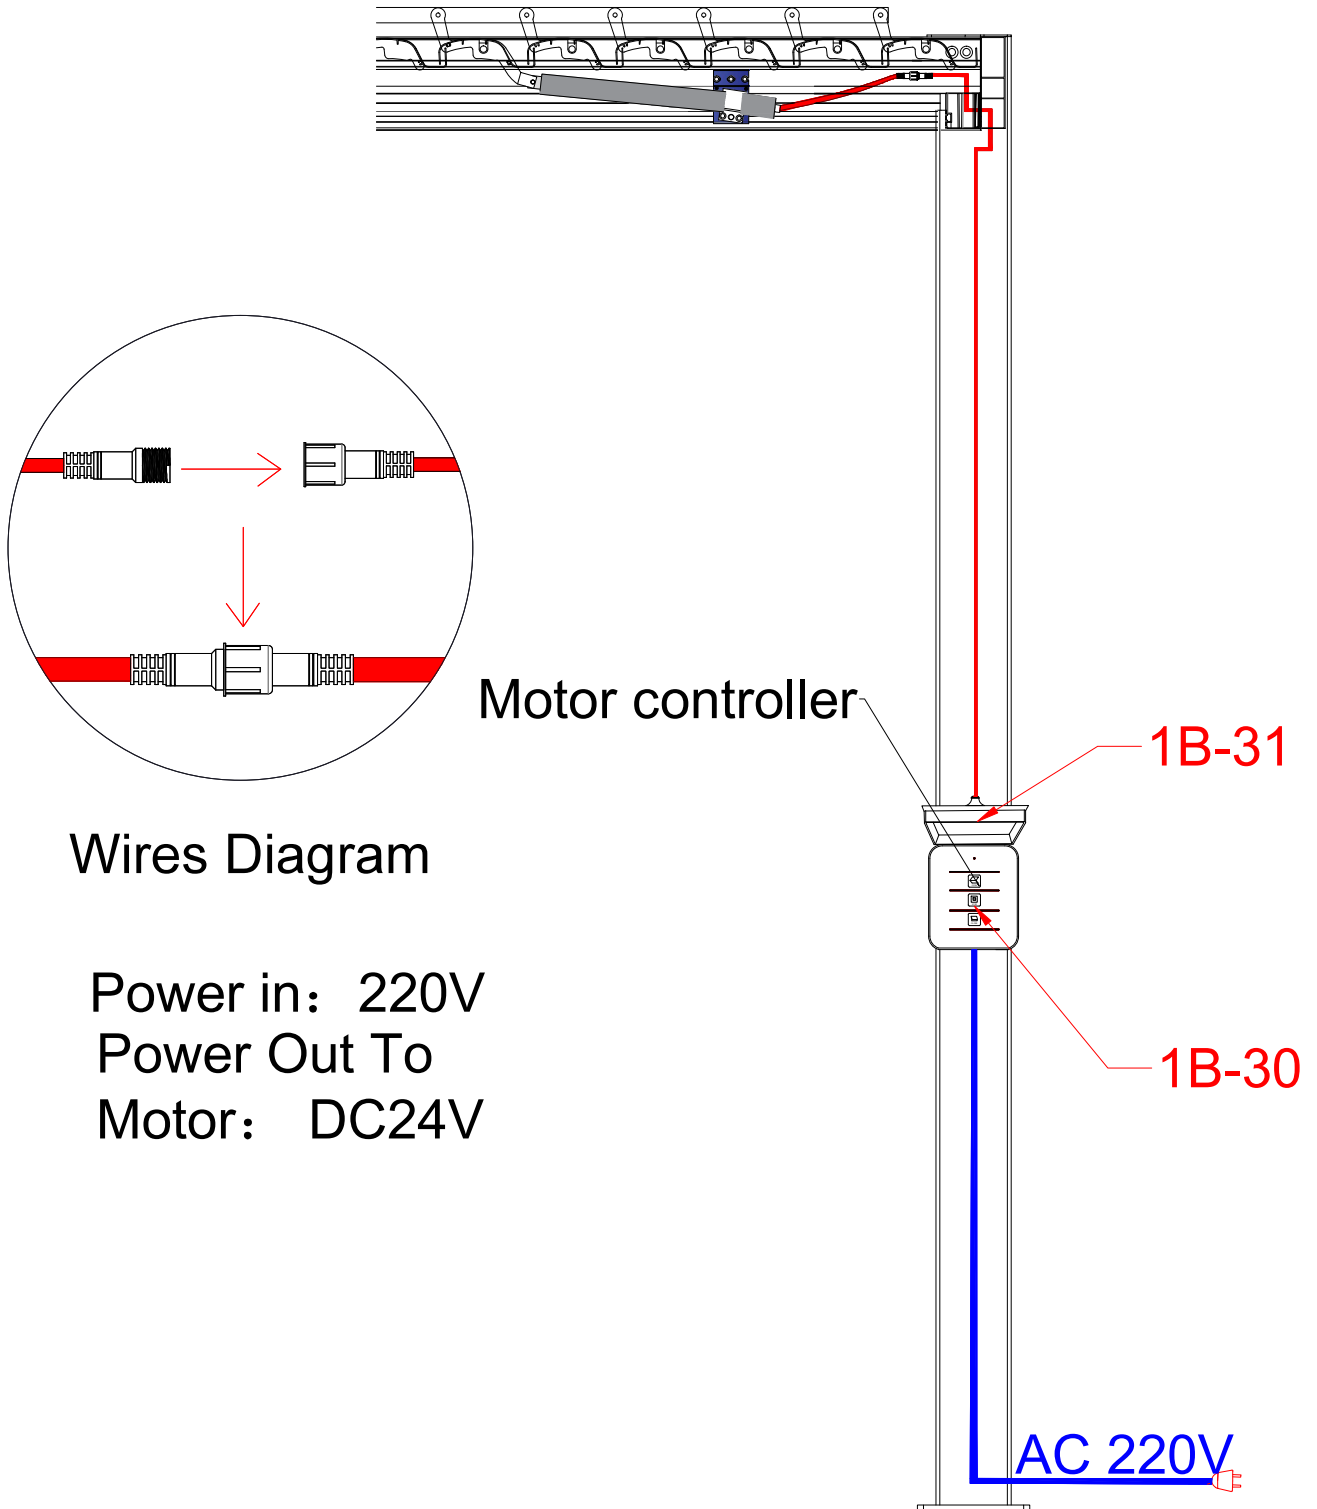 Motor controller
1B-31
Wires Diagram
Power in： 220V
Power Out To
Motor： DC24V
1B-30
AC 220V